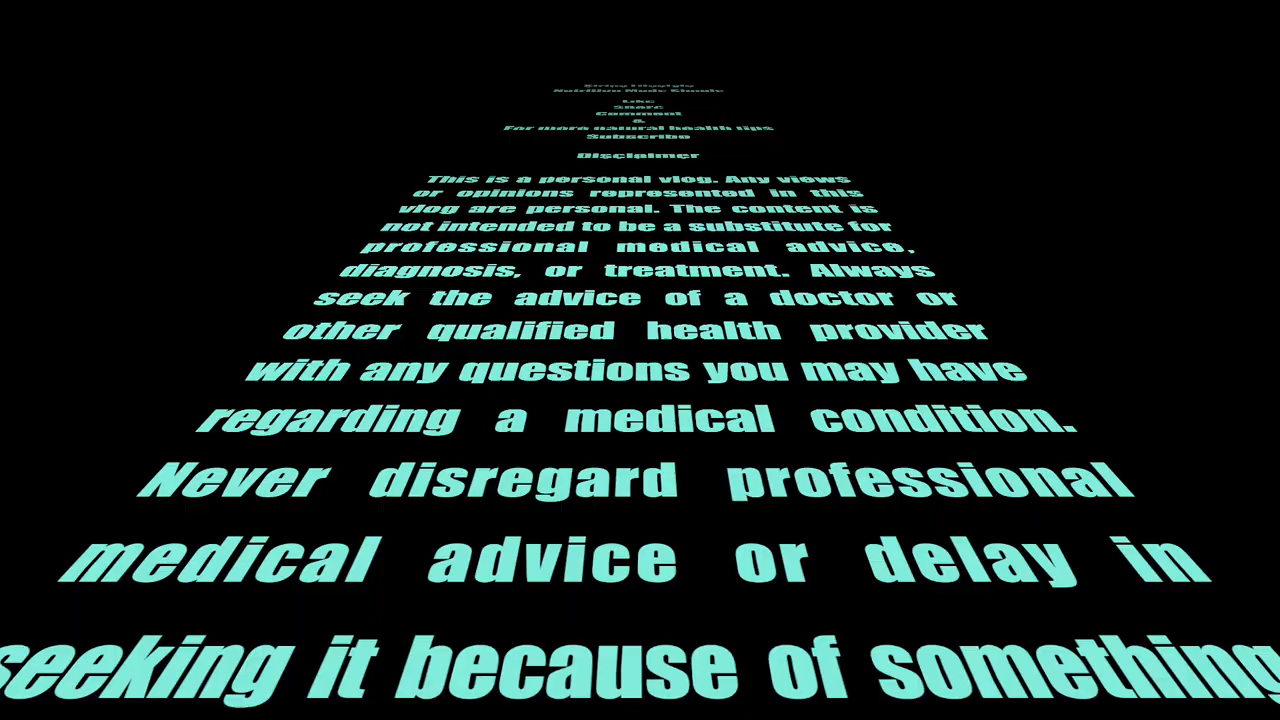 Nutrition Made Simple
Like
Share
Comment
&
For more natural health tips
Subscribe
Disclaimer
This is a personal vlog. Any views
or opinions represented in this
vlog are personal. The content is
not intended to be a substitute for
professional medical advice,
diagnosis, or treatment. Always
seek the advice of a doctor or
other qualified health provider
with any questions you may have
regarding a medical condition.
Never disregard professional
medical advice or delay in
seeking it because of something